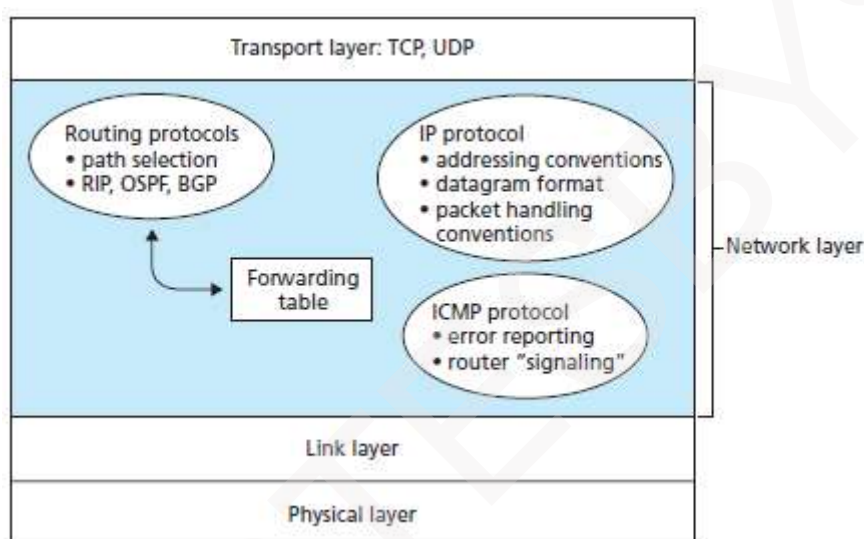 Transport layer: TCP, UDP
Routing protocols
• path selection
• RIP, OSPF, BGP
IP protocol
• addressing conventions
• datagram format
• packet handling
conventions
Network layer
Forwarding
table
ICMP protocol
• error reporting
• router "signaling"
Link layer
Physical layer